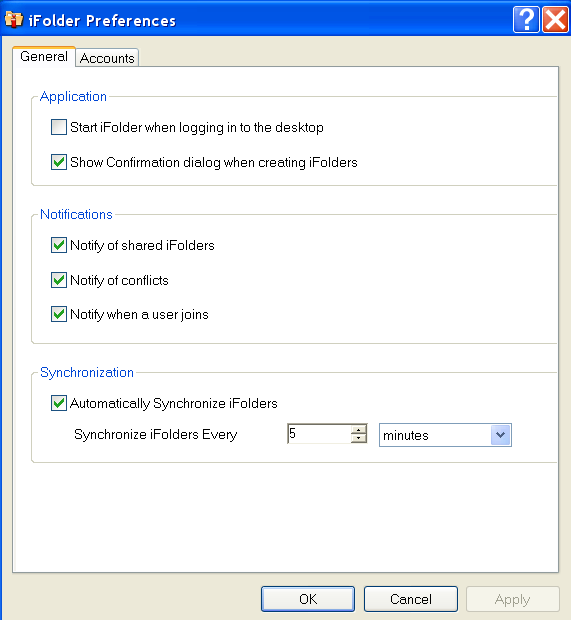 iFolder Preferences
General Accounts
Application
Start iFolder when logging in to the desktop
Show Confirmation dialog when creating iFolders
Notifications
Notify of shared iFolders
Notify of conflicts
Notify when a user joins
Synchronization
Automatically Synchronize iFolders
Synchronize iFolders Every 5 minutes
OK Cancel Apply